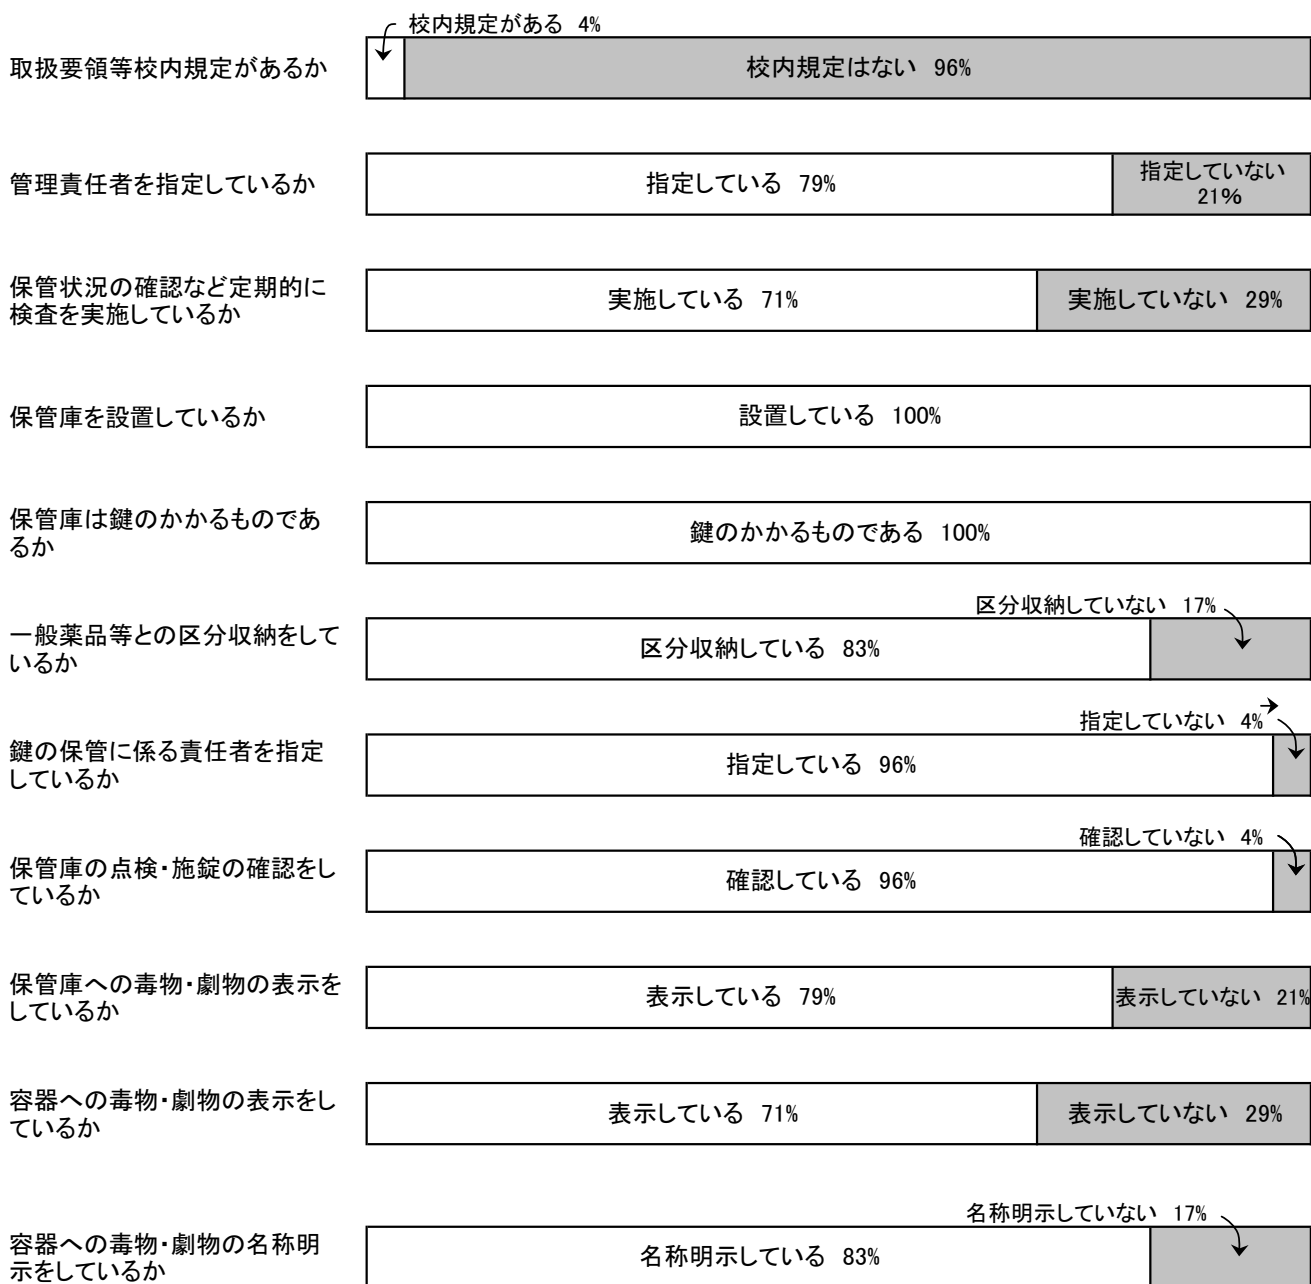 校内規定がある 4%
取扱要領等校内規定があるか
校内規定はない 96%
管理責任者を指定しているか
指定している 79%
指定していない
21%
保管状況の確認など定期的に
検査を実施しているか
実施している 71%
実施していない 29%
保管庫を設置しているか
設置している 100%
保管庫は鍵のかかるものであ
るか
鍵のかかるものである 100%
区分収納していない 17%
一般薬品等との区分収納をして
いるか
区分収納している 83%
指定していない 4%
鍵の保管に係る責任者を指定
しているか
指定している 96%
確認していない 4%
保管庫の点検・施錠の確認をし
ているか
確認している 96%
保管庫への毒物・劇物の表示を
しているか
表示している 79%
表示していない 21%
容器への毒物・劇物の表示をし
ているか
表示している 71%
表示していない 29%
名称明示していない 17%
容器への毒物・劇物の名称明
示をしているか
名称明示している 83%